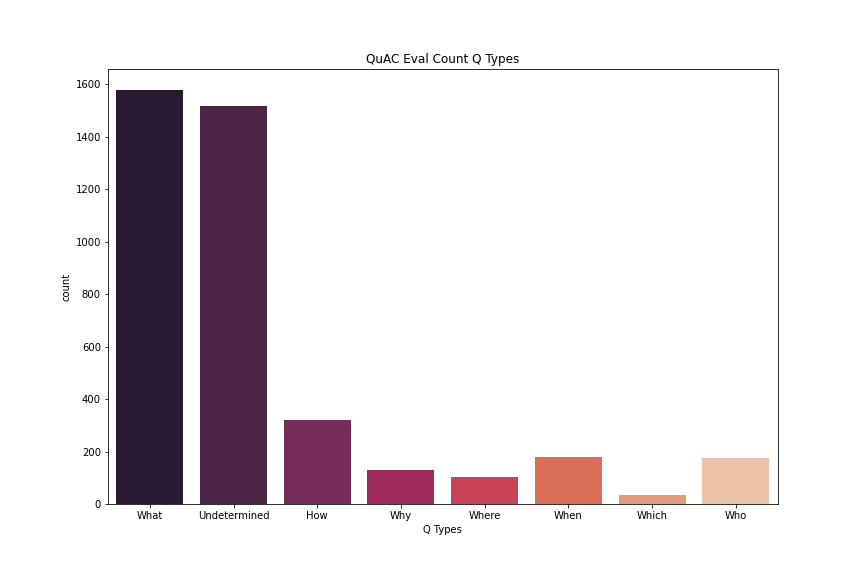 QuAC Eval Count Q Types
1600
1400
1200
1000
800
600
400
200
0
count
What Undetermined How Why Where When Which Who
Q Types